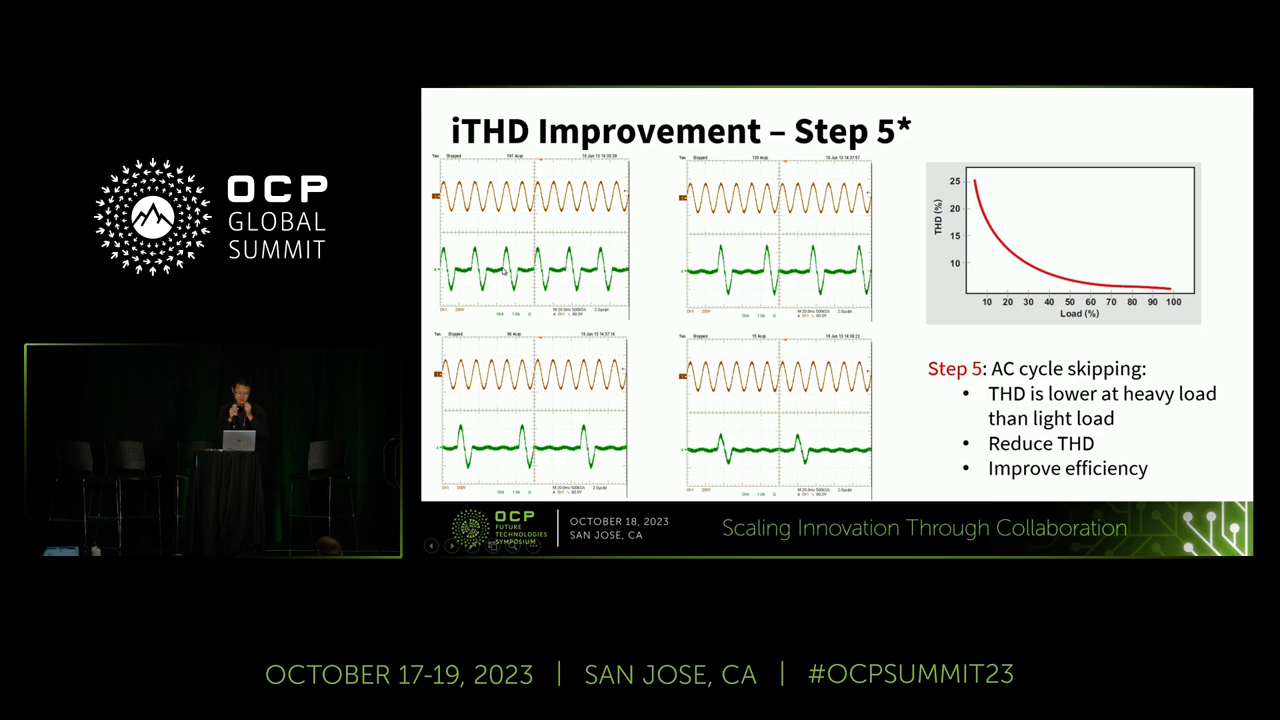 OCP
GLOBAL
SUMMIT
iTHD Improvement – Step 5*
THD (%)
25
20
15
10
10 20 30 40 50 60 70 80 90 100
Load (%)
Step 5: AC cycle skipping:
• THD is lower at heavy load
than light load
• Reduce THD
• Improve efficiency
OCP
FUTURE
TECHNOLOGIES
SYMPOSIUM
OCTOBER 18, 2023
SAN JOSE, CA
Scaling Innovation Through Collaboration
OCTOBER 17-19, 2023 | SAN JOSE, CA | #OCPSUMMIT23